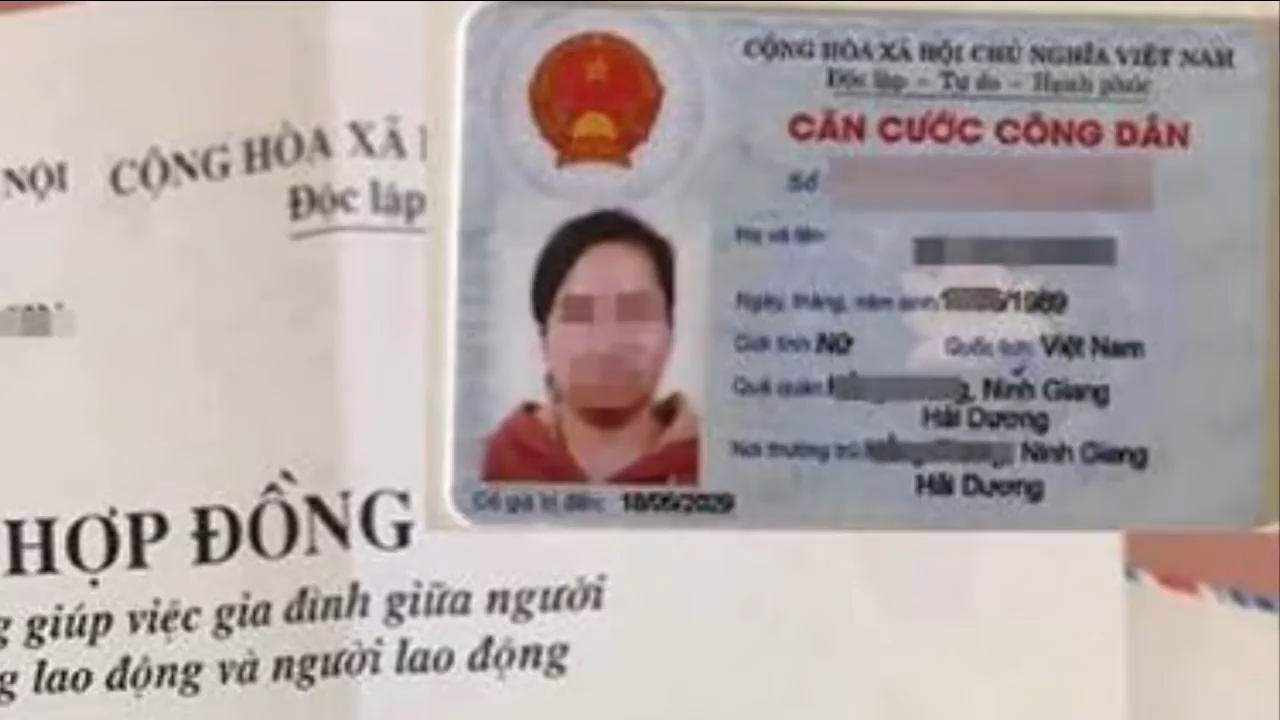 NỘI CỘNG HÒA XÃ
Độc lập
HỢP ĐỒNG
giúp việc gia đình giữa người
lao động và người lao động
CỘNG HÒA XÃ HỘI CHỦ NGHĨA VIỆT NAM
Độc lập - Tự do - Hạnh phúc
CĂN CƯỚC CÔNG DÂN
Số
Họ và tên:
Ngày, tháng, năm sinh: /1989
Giới tính: Nữ Quốc tịch: Việt Nam
Quê quán: Ninh Giang
Hải Dương
Nơi thường trú: Ninh Giang
Hải Dương
Có giá trị đến: 18/05/2029